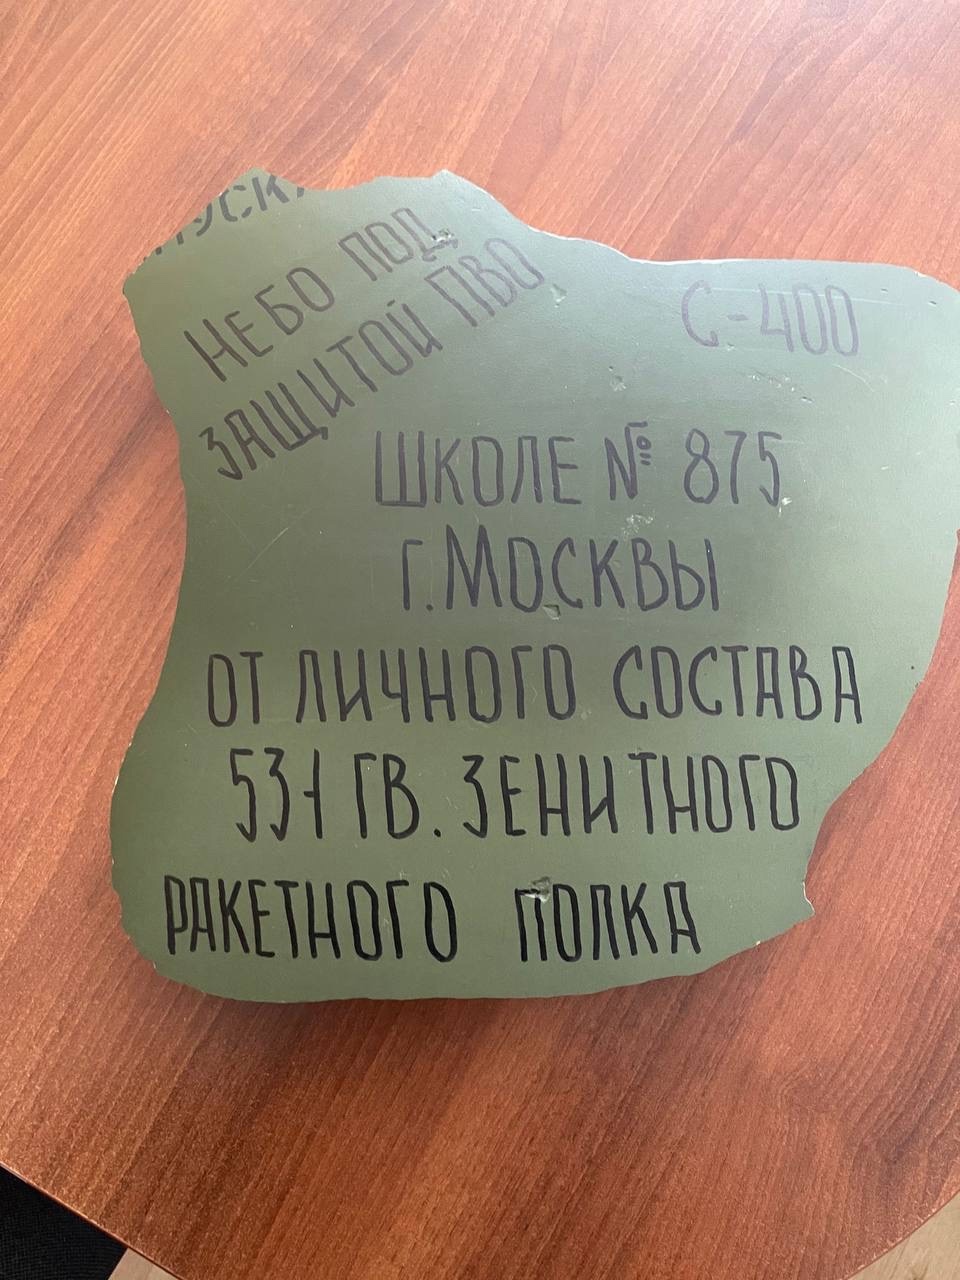 НЕБО ПОД
ЗАЩИТОЙ ПВО
С-400
ШКОЛЕ № 875
г. МОСКВЫ
ОТ ЛИЧНОГО СОСТАВА
531 ГВ. ЗЕНИТНОГО
РАКЕТНОГО ПОЛКА